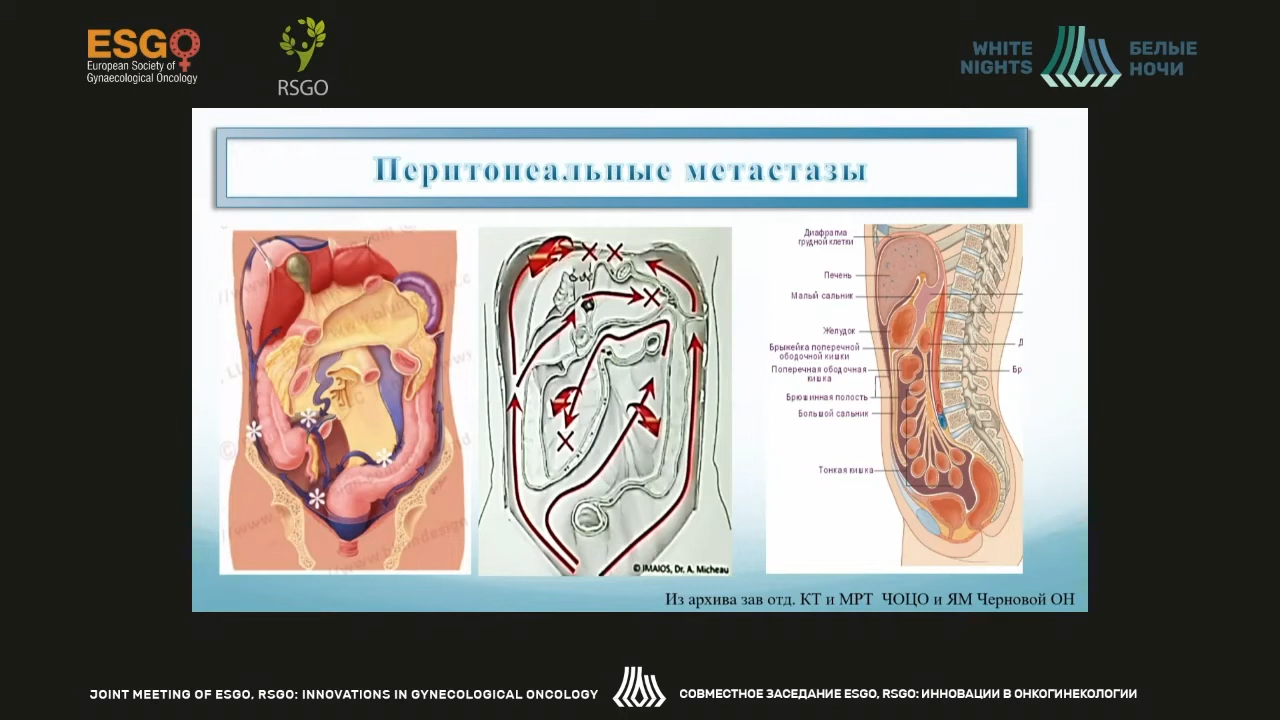 ESGO
European Society of
Gynaecological Oncology
RSGO
WHITE
NIGHTS
БЕЛЫЕ
НОЧИ
Перитонеальные метастазы
Диафрагма
грудной клетки
Печень
Малый сальник
Желудок
Брыжейка поперечной
ободочной кишки
Поперечная ободочная
кишка
Брюшинная полость
Большой сальник
Тонкая кишка
Д
Бр
© IMAIOS, Dr. A. Micheau
Из архива зав отд. КТ и МРТ ЧОЦО и ЯМ Черновой ОН
JOINT MEETING OF ESGO, RSGO: INNOVATIONS IN GYNECOLOGICAL ONCOLOGY
СОВМЕСТНОЕ ЗАСЕДАНИЕ ESGO, RSGO: ИННОВАЦИИ В ОНКОГИНЕКОЛОГИИ